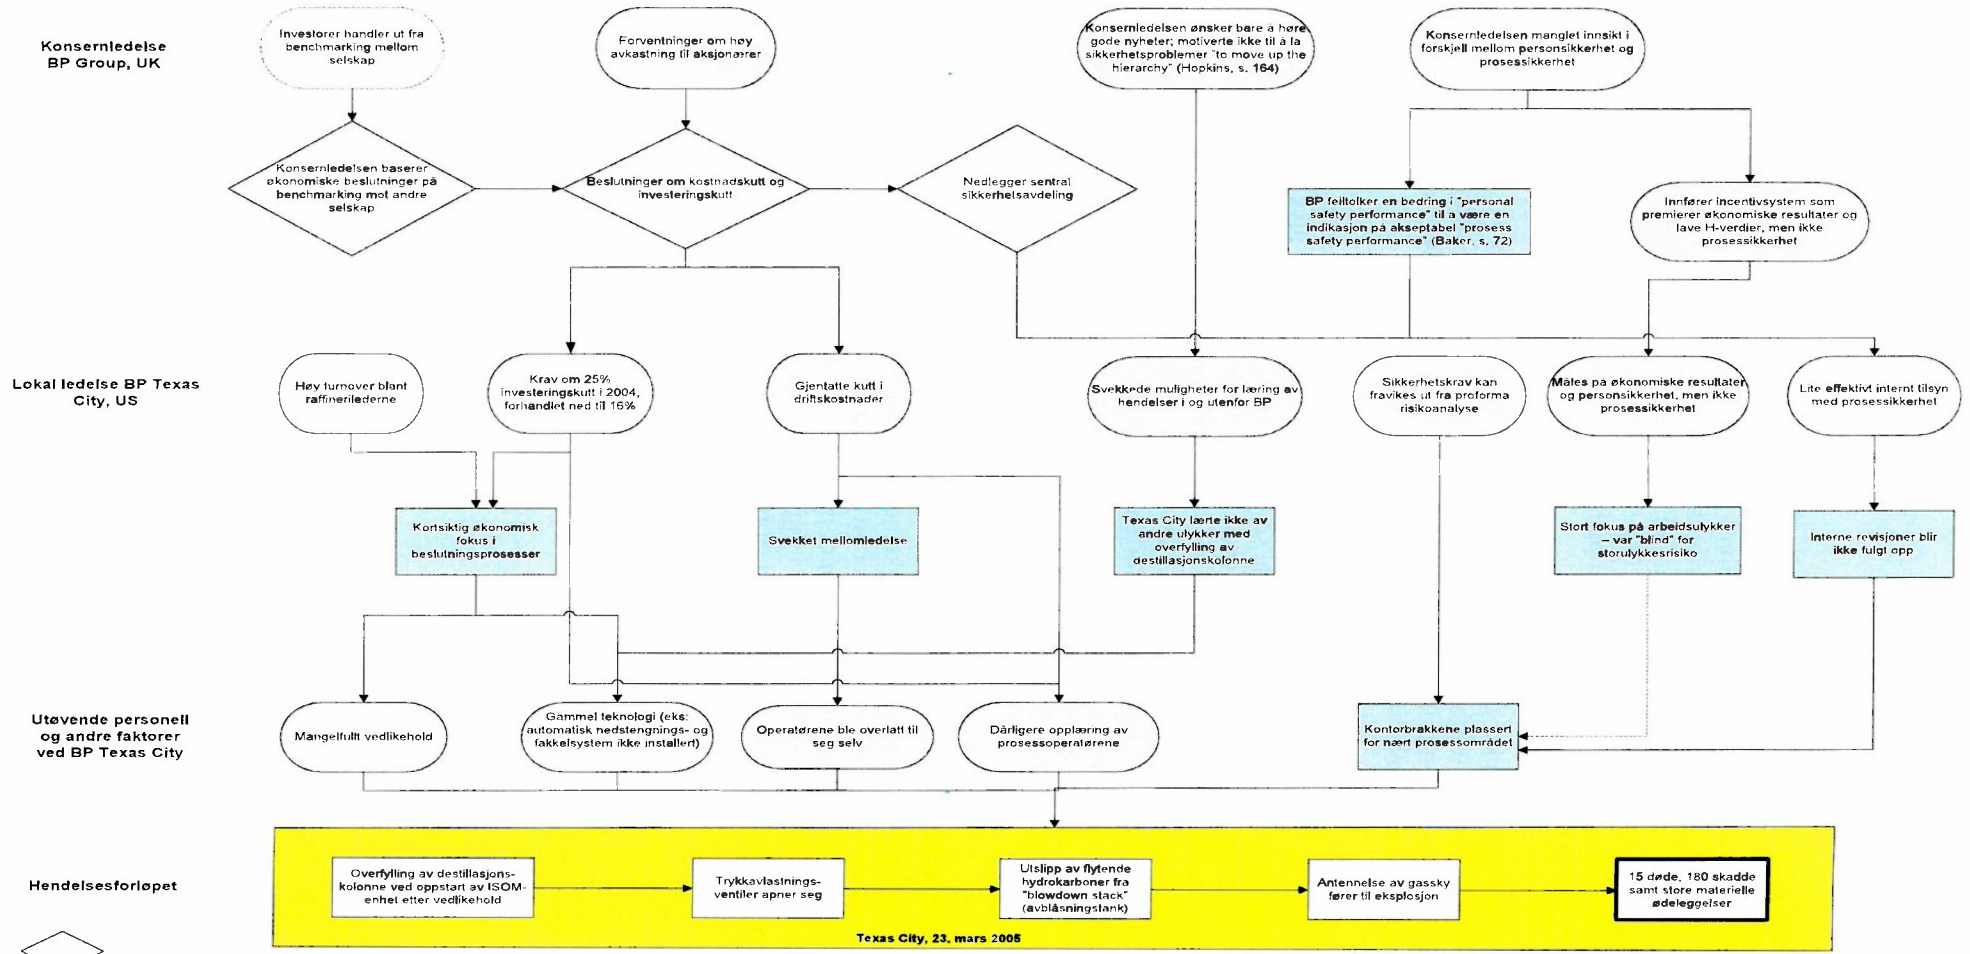 Konsernledelse
BP Group, UK
Investorer handler ut fra
benchmarking mellom
selskap
Forventninger om høy
avkastning til aksjonærer
Konsernledelsen ønsker bare å høre
gode nyheter; motiverte ikke til å la
sikkerhetsproblemer "to move up the
hierarchy" (Hopkins, s. 164)
Konsernledelsen manglet innsikt i
forskjell mellom personsikkerhet og
prosessikkerhet
Konsernledelsen baserer
økonomiske beslutninger på
benchmarking mot andre
selskap
Beslutninger om kostnadskutt og
investeringskutt
Nedlegger sentral
sikkerhetsavdeling
BP feiltolker en bedring i "personal
safety performance" til a være en
indikasjon på akseptabel "prosess
safety performance" (Baker, s. 72)
Innfører incentivsystem som
premierer økonomiske resultater og
lave H-verdier, men ikke
prosessikkerhet
Lokal ledelse BP Texas
City, US
Høy turnover blant
raffinerilederne
Krav om 25%
investeringskutt i 2004,
forhandlet ned til 16%
Gjentatte kutt i
driftskostnader
Svekkede muligheter for læring av
hendelser i og utenfor BP
Sikkerhetskrav kan
fravikes ut fra proforma
risikoanalyse
Måles på økonomiske resultater
og personsikkerhet, men ikke
prosessikkerhet
Lite effektivt internt tilsyn
med prosessikkerhet
Kortsiktig økonomisk
fokus i
beslutningsprosesser
Svekket mellomledelse
Texas City lærte ikke av
andre ulykker med
overfylling av
destillasjonskolonne
Stort fokus på arbeidsulykker
– var "blind" for
storulykkesrisiko
Interne revisjoner blir
ikke fulgt opp
Utøvende personell
og andre faktorer
ved BP Texas City
Mangelfullt vedlikehold
Gammel teknologi (eks:
automatisk nedstengnings- og
fakkelsystem ikke installert)
Operatørene ble overlatt til
seg selv
Dårligere opplæring av
prosessoperatørene
Kontorbrakkene plassert
for nært prosessområdet
Hendelsesforløpet
Overfylling av destillasjons-
kolonne ved oppstart av ISOM-
enhet etter vedlikehold
Trykkavlastnings-
ventiler apner seg
Utslipp av flytende
hydrokarboner fra
"blowdown stack"
(avblåsningstank)
Antennelse av gassky
fører til eksplosjon
15 døde, 180 skadde
samt store materielle
ødeleggelser
Texas City, 23. mars 2005